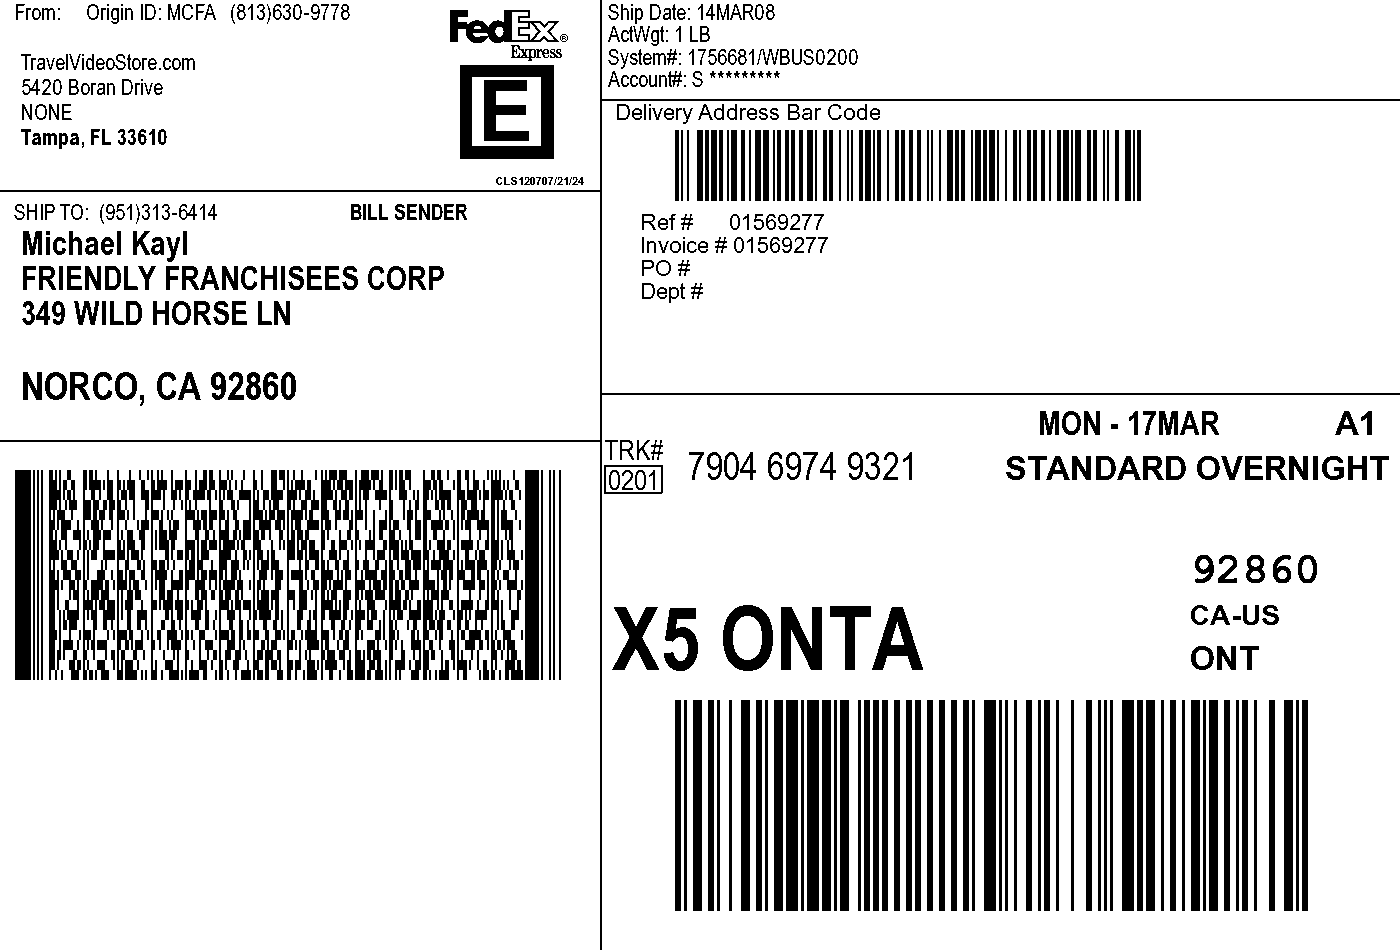 From: Origin ID: MCFA (813)630-9778
TravelVideoStore.com
5420 Boran Drive
NONE
Tampa, FL 33610
FedEx®
Express
E
CLS120707/21/24
Ship Date: 14MAR08
ActWgt: 1 LB
System#: 1756681/WBUS0200
Account#: S *********
Delivery Address Bar Code
Ref # 01569277
Invoice # 01569277
PO #
Dept #
SHIP TO: (951)313-6414 BILL SENDER
Michael Kayl
FRIENDLY FRANCHISEES CORP
349 WILD HORSE LN
NORCO, CA 92860
MON - 17MAR A1
TRK# 7904 6974 9321 STANDARD OVERNIGHT
0201
92860
X5 ONTA
CA-US
ONT